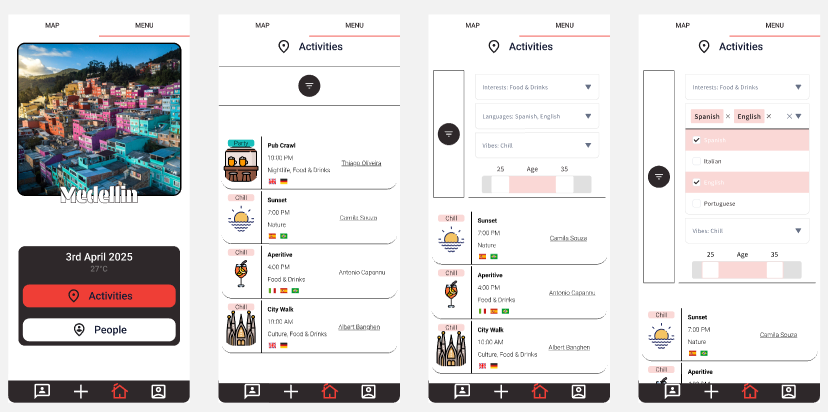 MAP MENU
Medellin
3rd April 2025
27°C
Activities
People
MAP MENU
Activities
Party
Pub Crawl
10:00 PM
Nightlife, Food & Drinks
Thiago Oliveira
Chill
Sunset
7:00 PM
Nature
Camila Souza
Chill
Aperitive
4:00 PM
Food & Drinks
Antonio Capannu
Chill
City Walk
10:00 AM
Culture, Food & Drinks
Albert Banghen
MAP MENU
Activities
Interests: Food & Drinks
Languages: Spanish, English
Vibes: Chill
25 Age 35
Chill
Sunset
7:00 PM
Nature
Camila Souza
Chill
Aperitive
4:00 PM
Food & Drinks
Antonio Capannu
Chill
City Walk
10:00 AM
Culture, Food & Drinks
Albert Banghen
MAP MENU
Activities
Interests: Food & Drinks
Spanish × English × ×
Spanish
Italian
English
Portuguese
Vibes: Chill
25 Age 35
Chill
Sunset
7:00 PM
Nature
Camila Souza
Chill
Aperitive